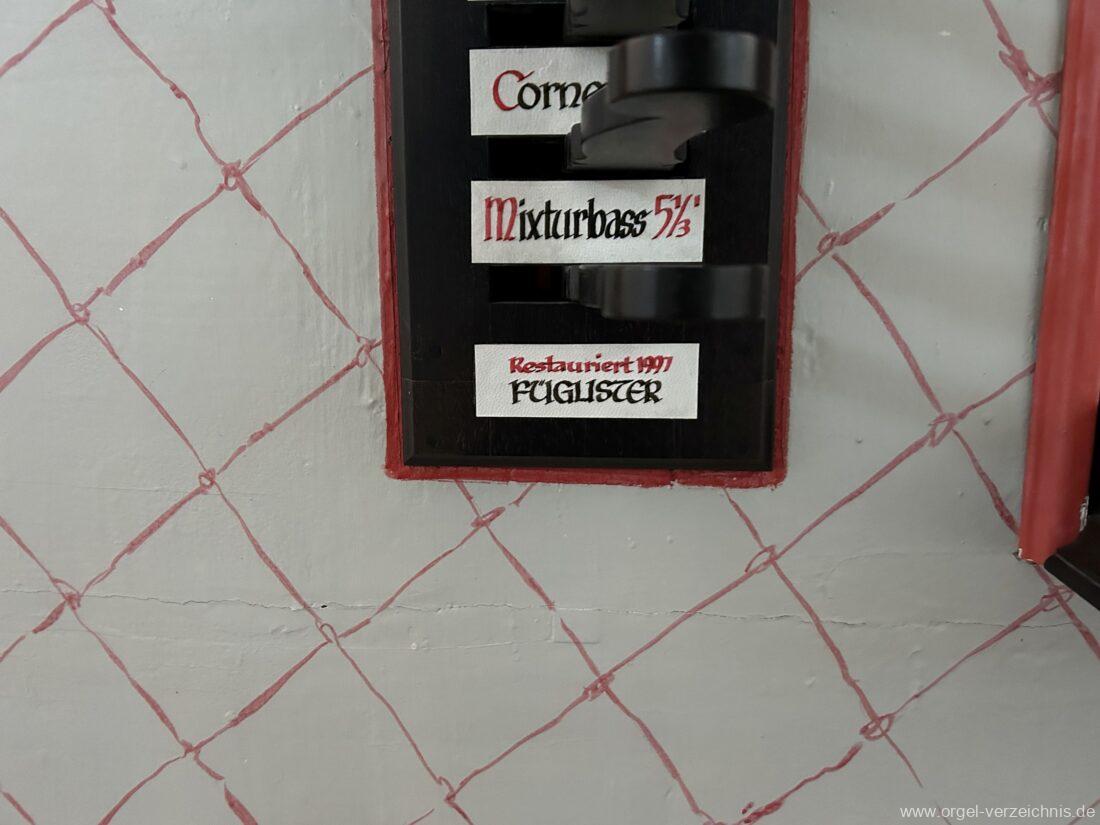 Corne
Mixturbass 5⅓'
Restauriert 1997
FÜGLISTER
www.orgel-verzeichnis.de